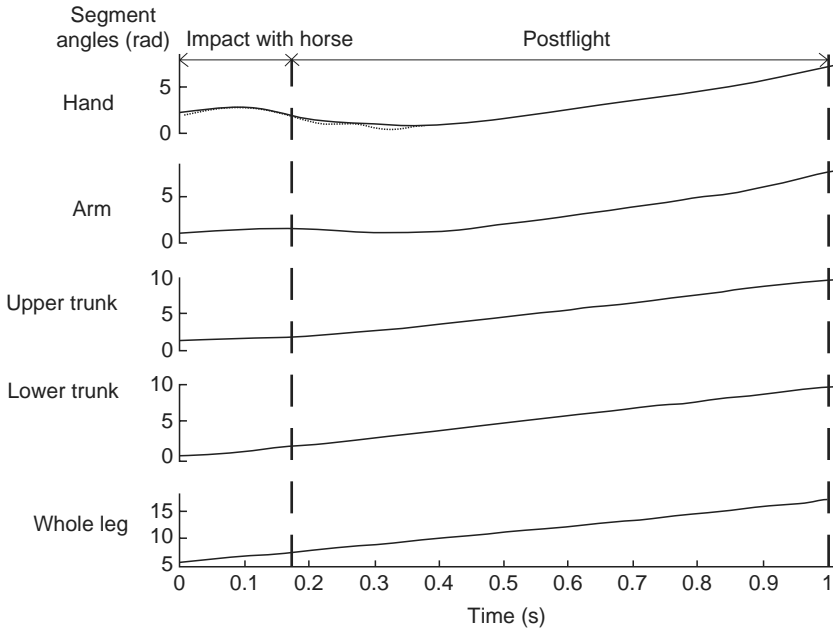 Segment
angles (rad)
Impact with horse
Postflight
Hand
5
0
Arm
5
0
Upper trunk
10
5
0
Lower trunk
10
5
0
Whole leg
15
10
5
0 0.1 0.2 0.3 0.4 0.5 0.6 0.7 0.8 0.9 1
Time (s)